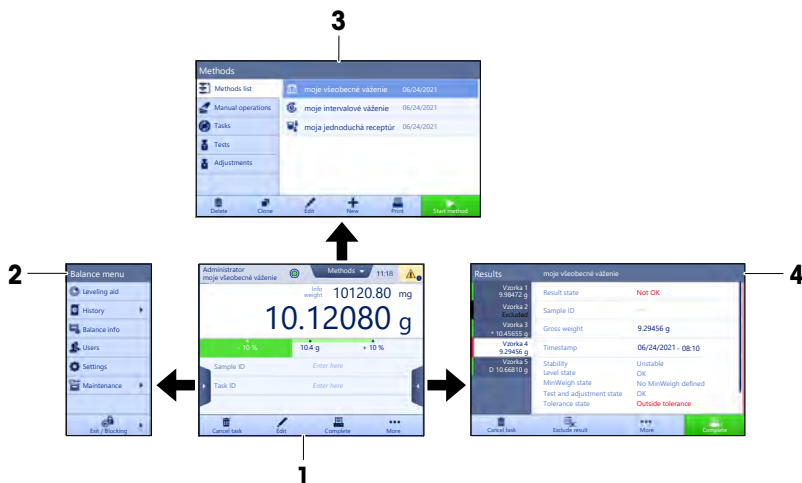 3
Methods
Methods list
Manual operations
Tasks
Tests
Adjustments
moje všeobecné váženie 06/24/2021
moje intervalové váženie 06/24/2021
moja jednoduchá receptúr 06/24/2021
Delete Clone Edit New Print Start method
2
Balance menu
Leveling aid
History
Balance info
Users
Settings
Maintenance
Exit / Blocking
Administrator
moje všeobecné váženie
Methods
11:18
Info weight 10120.80 mg
10.12080 g
- 10 % 10.4 g + 10 %
Sample ID Enter here
Task ID Enter here
Cancel task Edit Complete More
1
4
Results moje všeobecné váženie
Vzorka 1
9.98472 g
Vzorka 2
Excluded
Vzorka 3
* 10.45655 g
Vzorka 4
9.29456 g
Vzorka 5
D 10.66810 g
Result state Not OK
Sample ID
Gross weight 9.29456 g
Timestamp 06/24/2021 - 08:10
Stability Unstable
Level state OK
MinWeigh state No MinWeigh defined
Test and adjustment state OK
Tolerance state Outside tolerance
Cancel task Exclude result More Complete